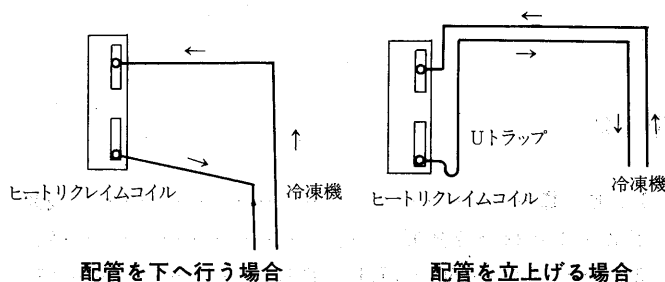 ヒートリクレイムコイル
冷凍機
配管を下へ行う場合
Uトラップ
ヒートリクレイムコイル
冷凍機
配管を立上げる場合